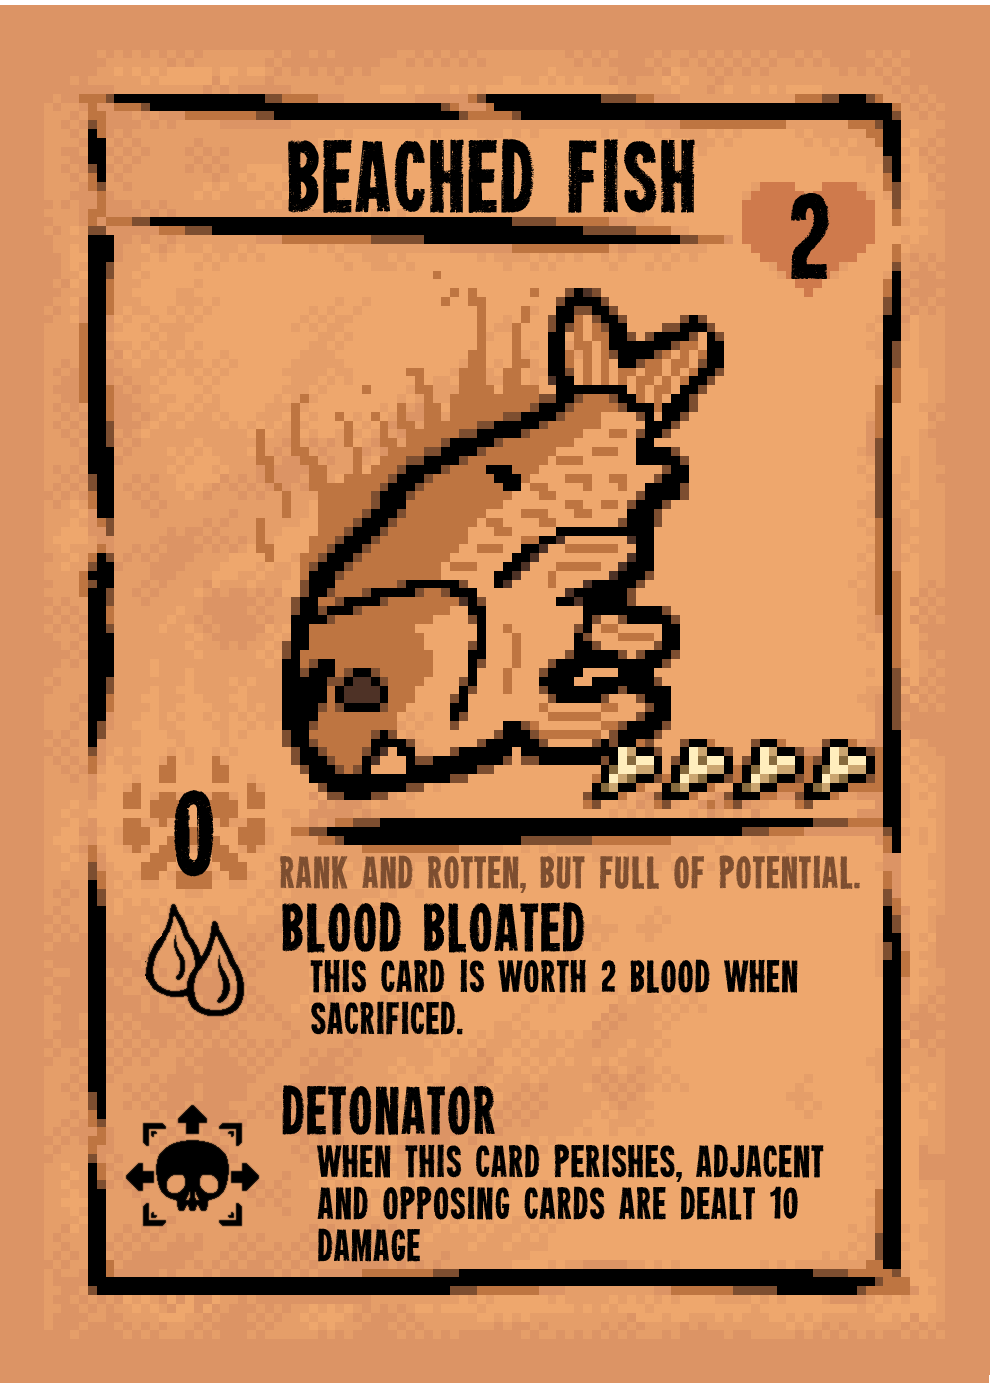 BEACHED FISH
2
0
RANK AND ROTTEN, BUT FULL OF POTENTIAL.
BLOOD BLOATED
THIS CARD IS WORTH 2 BLOOD WHEN
SACRIFICED.
DETONATOR
WHEN THIS CARD PERISHES, ADJACENT
AND OPPOSING CARDS ARE DEALT 10
DAMAGE